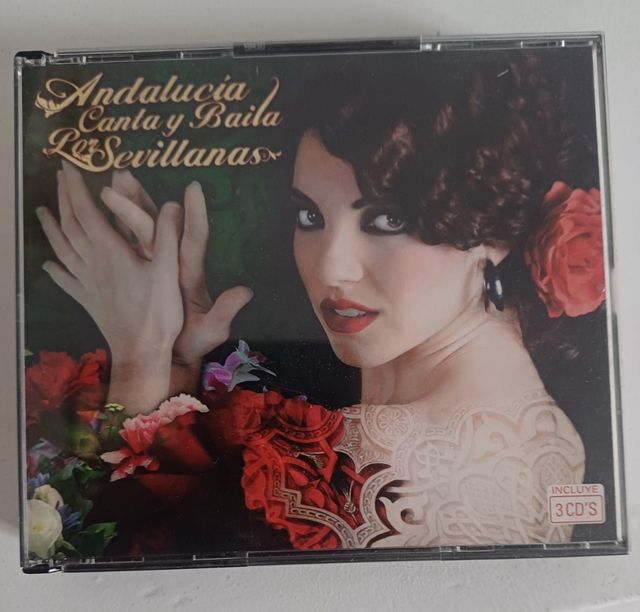 Andalucía
Canta y Baila
Por Sevillanas
INCLUYE
3 CD'S